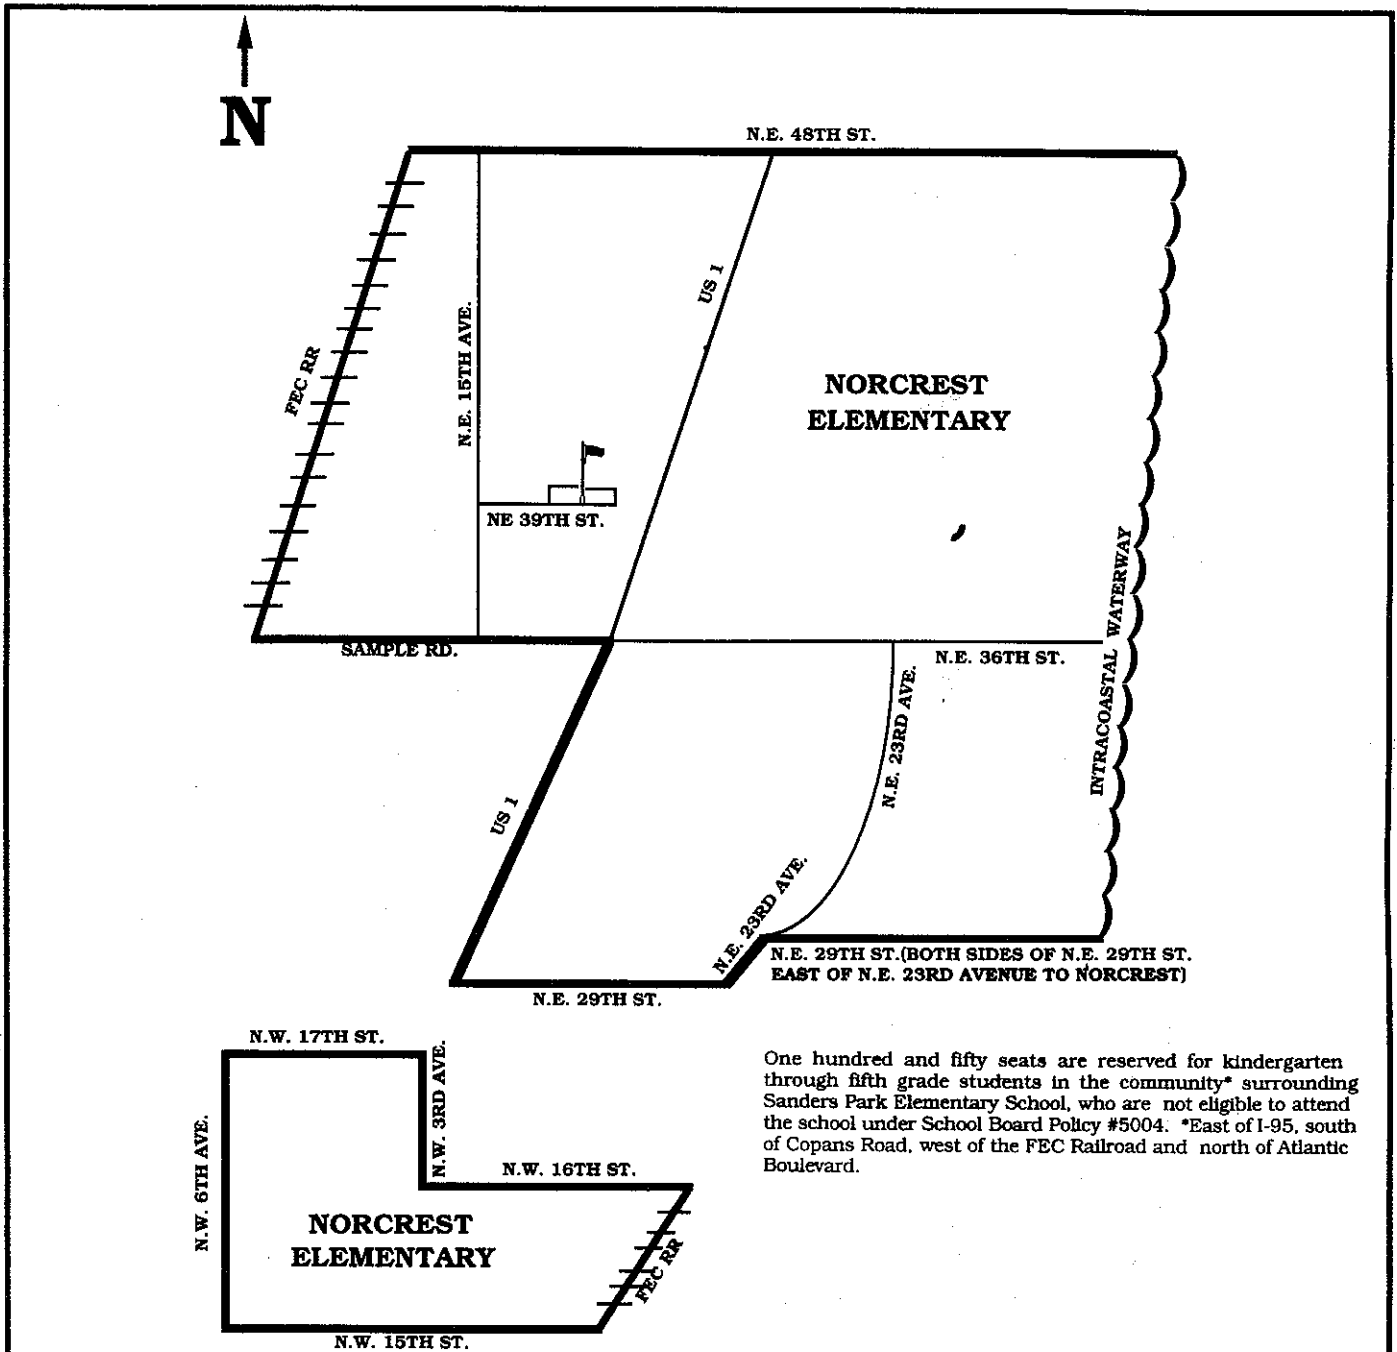 N
N.E. 48TH ST.
US 1
N.E. 15TH AVE.
FEC RR
NORCREST
ELEMENTARY
NE 39TH ST.
INTRACOASTAL WATERWAY
SAMPLE RD.
N.E. 36TH ST.
N.E. 23RD AVE.
US 1
N.E. 23RD AVE.
N.E. 29TH ST.(BOTH SIDES OF N.E. 29TH ST.
EAST OF N.E. 23RD AVENUE TO NORCREST)
N.E. 29TH ST.
N.W. 17TH ST.
N.W. 3RD AVE.
N.W. 6TH AVE.
N.W. 16TH ST.
NORCREST
ELEMENTARY
FEC RR
N.W. 15TH ST.
One hundred and fifty seats are reserved for kindergarten
through fifth grade students in the community* surrounding
Sanders Park Elementary School, who are not eligible to attend
the school under School Board Policy #5004. *East of I-95, south
of Copans Road, west of the FEC Railroad and north of Atlantic
Boulevard.